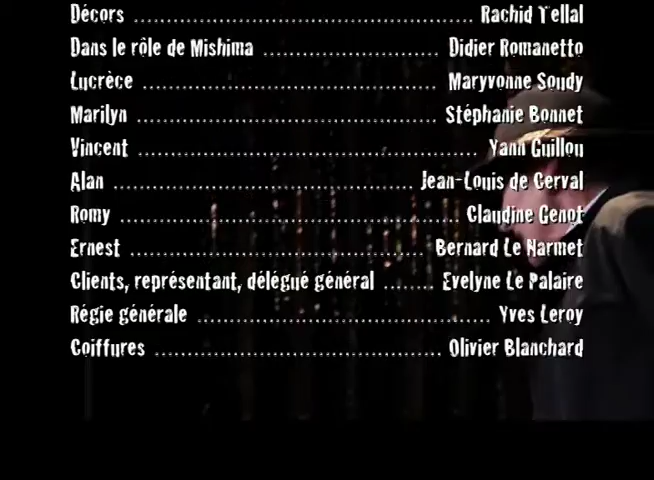 Décors ................................................. Rachid Tellal
Dans le rôle de Mishima ......................... Didier Romanetto
Lucrèce .......................................... Maryvonne Soudy
Marilyn ........................................... Stéphanie Bonnet
Vincent ................................................. Yann Guillou
Alan ........................................... Jean-Louis de Cerval
Romy ................................................. Claudine Genot
Ernest .......................................... Bernard Le Narmet
Clients, représentant, délégué général ....... Evelyne Le Palaire
Régie générale .......................................... Yves Leroy
Coiffures ......................................... Olivier Blanchard